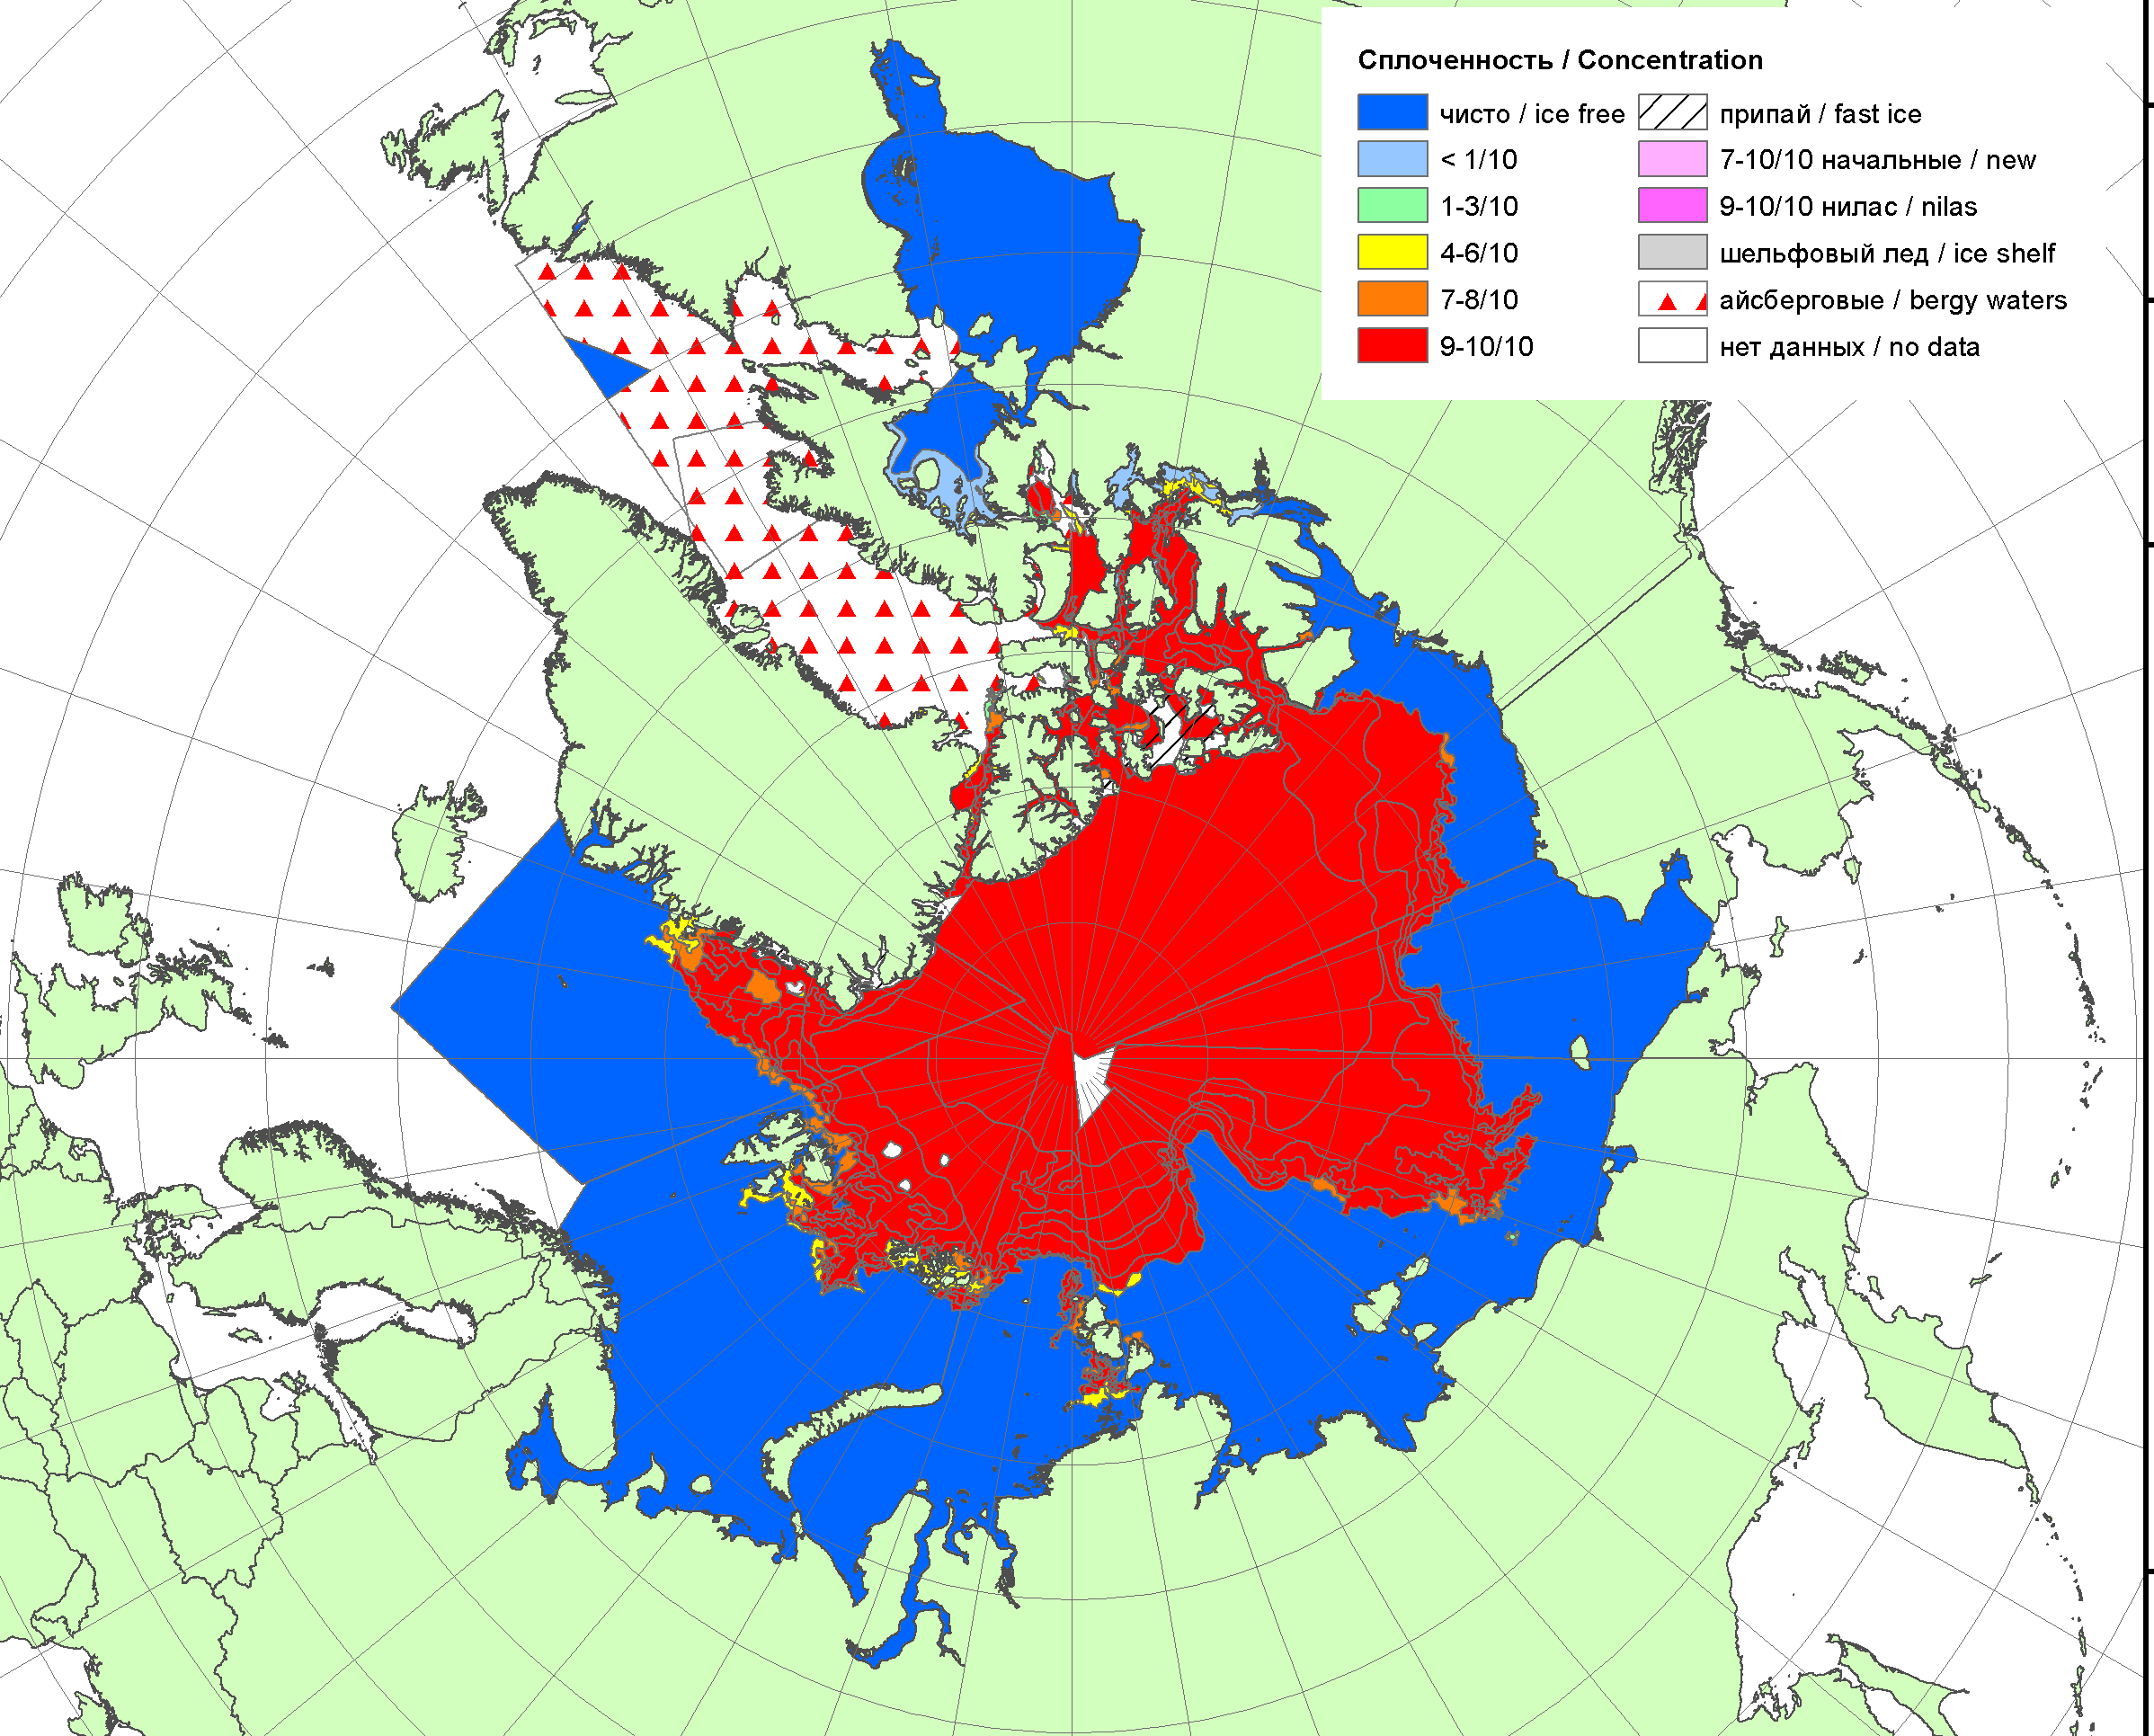 Сплоченность / Concentration
чисто / ice free
< 1/10
1-3/10
4-6/10
7-8/10
9-10/10
припай / fast ice
7-10/10 начальные / new
9-10/10 нилас / nilas
шельфовый лед / ice shelf
айсберговые / bergy waters
нет данных / no data